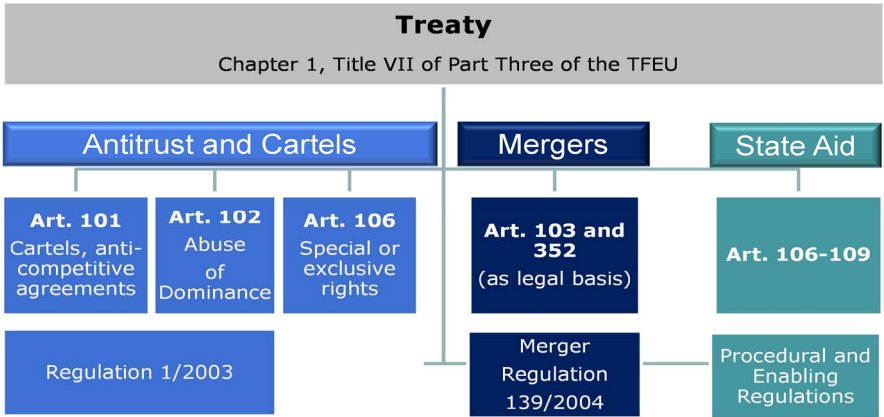 Treaty
Chapter 1, Title VII of Part Three of the TFEU
Antitrust and Cartels
Mergers
State Aid
Art. 101
Cartels, anti-
competitive
agreements
Art. 102
Abuse
of
Dominance
Art. 106
Special or
exclusive
rights
Art. 103 and
352
(as legal basis)
Art. 106-109
Regulation 1/2003
Merger
Regulation
139/2004
Procedural and
Enabling
Regulations